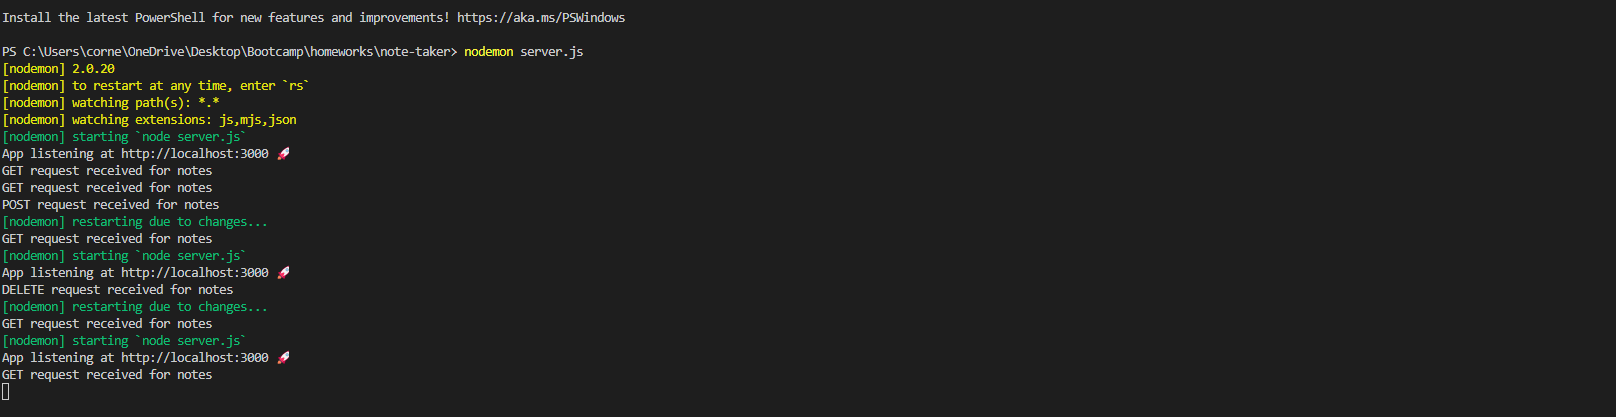 Install the latest PowerShell for new features and improvements! https://aka.ms/PSWindows
PS C:\Users\corne\OneDrive\Desktop\Bootcamp\homeworks\note-taker> nodemon server.js
[nodemon] 2.0.20
[nodemon] to restart at any time, enter `rs`
[nodemon] watching path(s): *.*
[nodemon] watching extensions: js,mjs,json
[nodemon] starting `node server.js`
App listening at http://localhost:3000 🚀
GET request received for notes
GET request received for notes
POST request received for notes
[nodemon] restarting due to changes...
GET request received for notes
[nodemon] starting `node server.js`
App listening at http://localhost:3000 🚀
DELETE request received for notes
[nodemon] restarting due to changes...
GET request received for notes
[nodemon] starting `node server.js`
App listening at http://localhost:3000 🚀
GET request received for notes